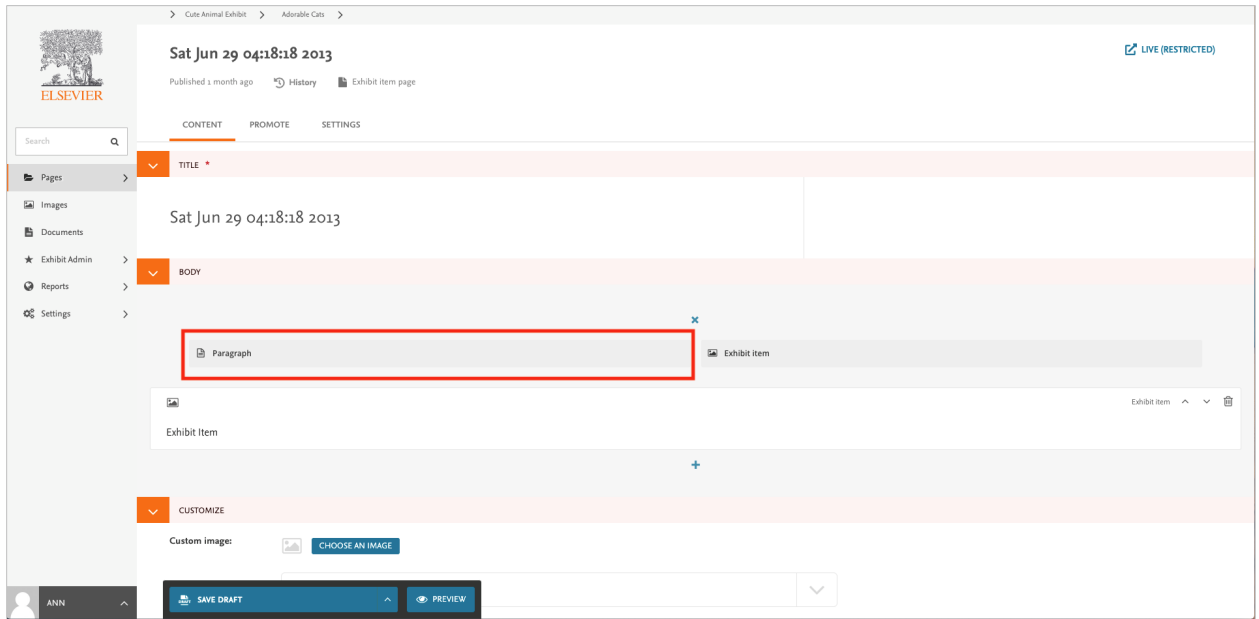 Cute Animal Exhibit Adorable Cats
ELSEVIER
Search
Pages
Images
Documents
Exhibit Admin
Reports
Settings
ANN
Sat Jun 29 04:18:18 2013
LIVE (RESTRICTED)
Published 1 month ago History Exhibit item page
CONTENT PROMOTE SETTINGS
TITLE *
Sat Jun 29 04:18:18 2013
BODY
Paragraph Exhibit item
Exhibit item
Exhibit Item
CUSTOMIZE
Custom image: CHOOSE AN IMAGE
SAVE DRAFT PREVIEW